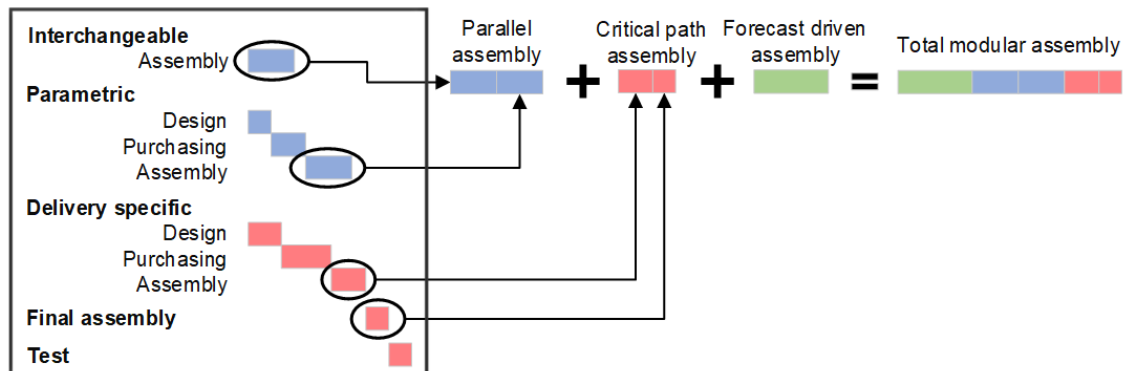 Interchangeable
Assembly
Parametric
Design
Purchasing
Assembly
Delivery specific
Design
Purchasing
Assembly
Final assembly
Test
Parallel
assembly
+
Critical path
assembly
+
Forecast driven
assembly
=
Total modular assembly